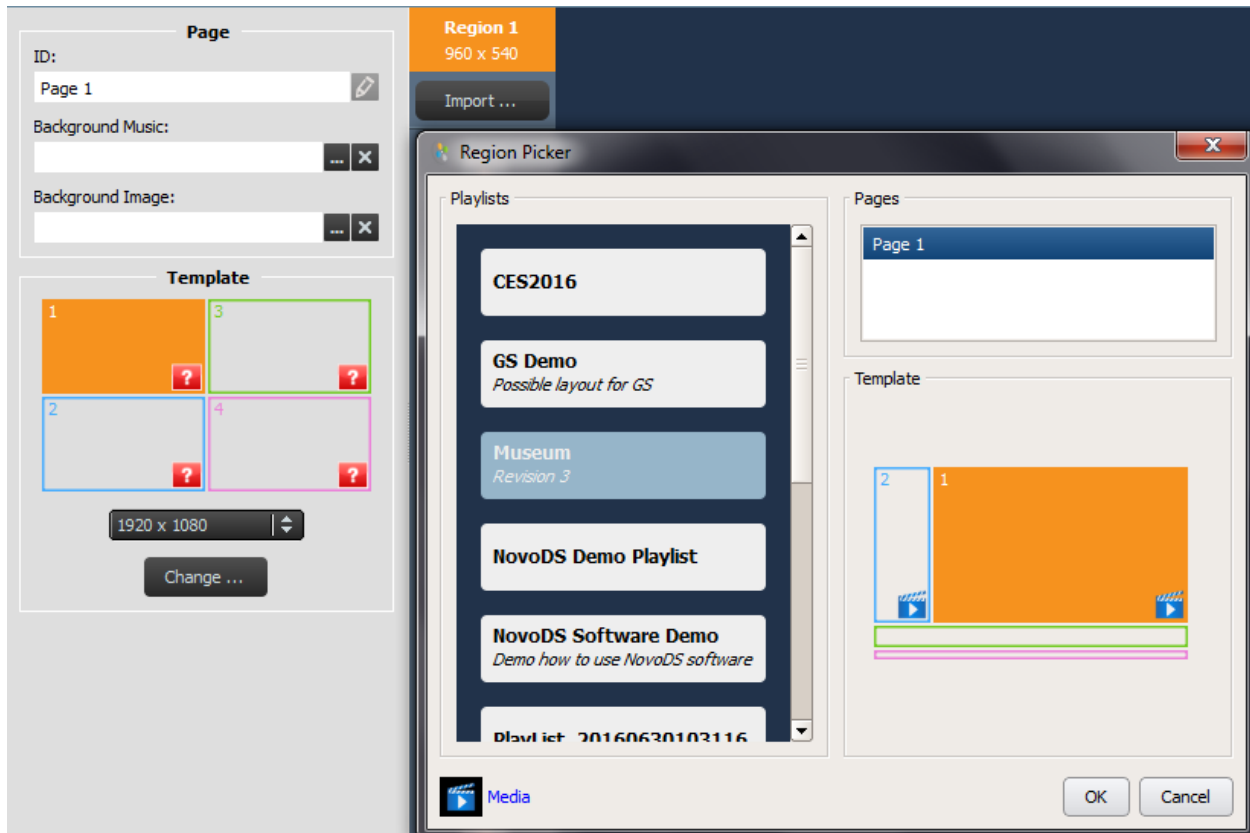 Page
ID:
Page 1
Background Music:
...
Background Image:
...
Template
1
3
?
?
2
4
?
?
1920 x 1080
Change ...
Region 1
960 x 540
Import ...
Region Picker
Playlists
CES2016
GS Demo
Possible layout for GS
Museum
Revision 3
NovoDS Demo Playlist
NovoDS Software Demo
Demo how to use NovoDS software
PlayList_20160630103116
Pages
Page 1
Template
2
1
Media
OK
Cancel